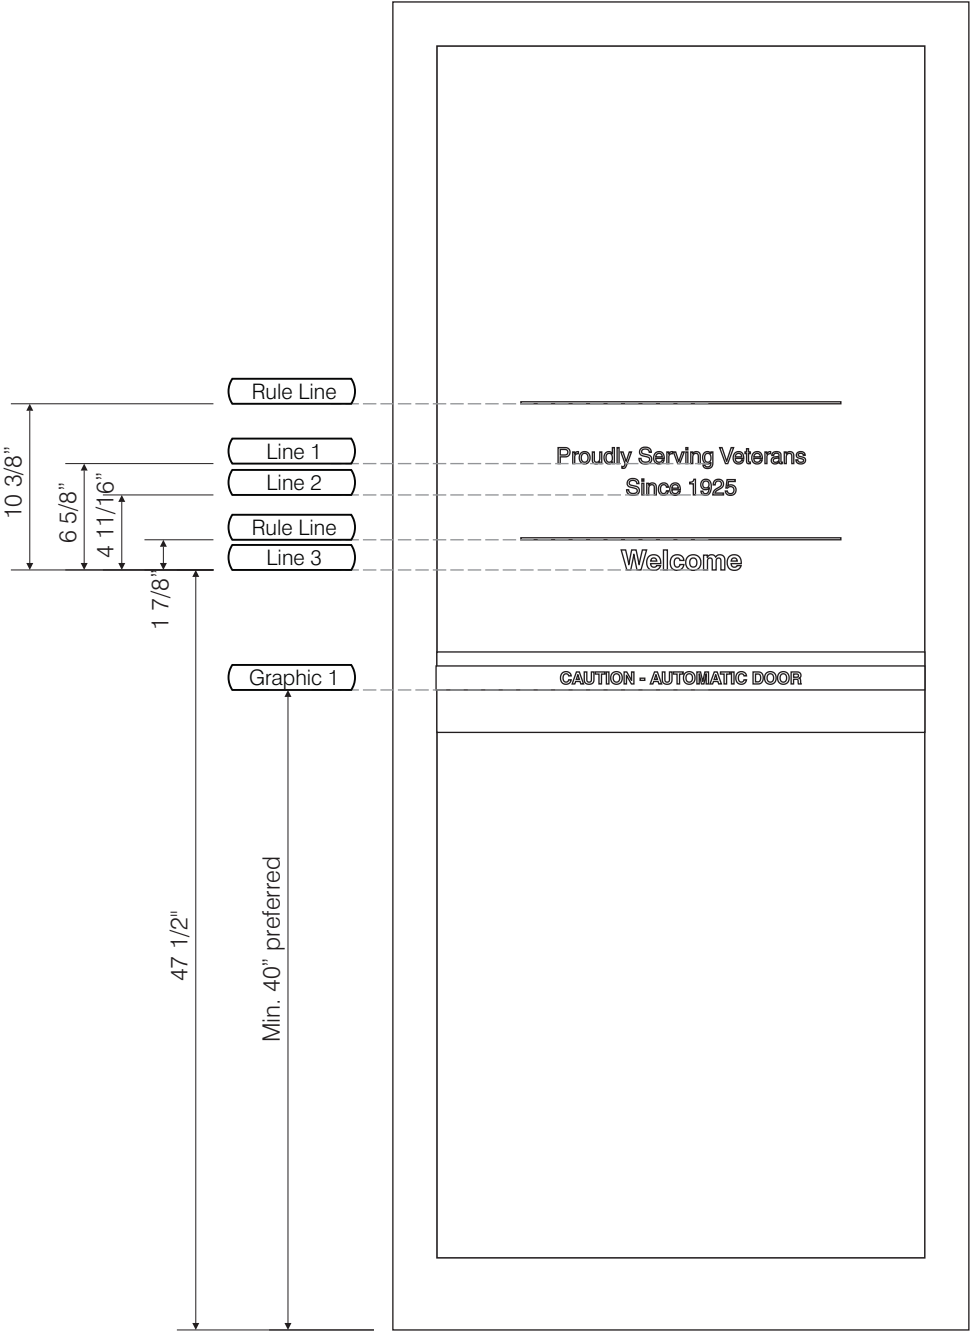 Rule Line
Line 1
Line 2
Rule Line
Line 3
Graphic 1
10 3/8”
6 5/8”
4 11/16”
1 7/8”
47 1/2"
Min. 40” preferred
Proudly Serving Veterans
Since 1925
Welcome
CAUTION - AUTOMATIC DOOR